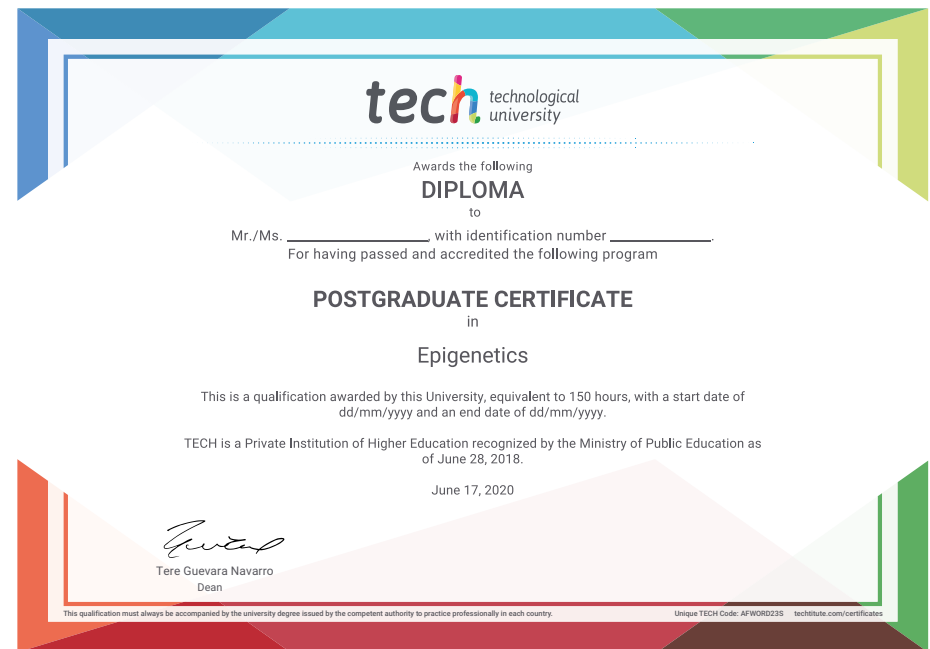 tech technological
university
Awards the following
DIPLOMA
to
Mr./Ms. ____________________, with identification number ______________.
For having passed and accredited the following program
POSTGRADUATE CERTIFICATE
in
Epigenetics
This is a qualification awarded by this University, equivalent to 150 hours, with a start date of
dd/mm/yyyy and an end date of dd/mm/yyyy.
TECH is a Private Institution of Higher Education recognized by the Ministry of Public Education as
of June 28, 2018.
June 17, 2020
Tere Guevara Navarro
Dean
This qualification must always be accompanied by the university degree issued by the competent authority to practice professionally in each country. Unique TECH Code: AFWORD23S techtitute.com/certificates